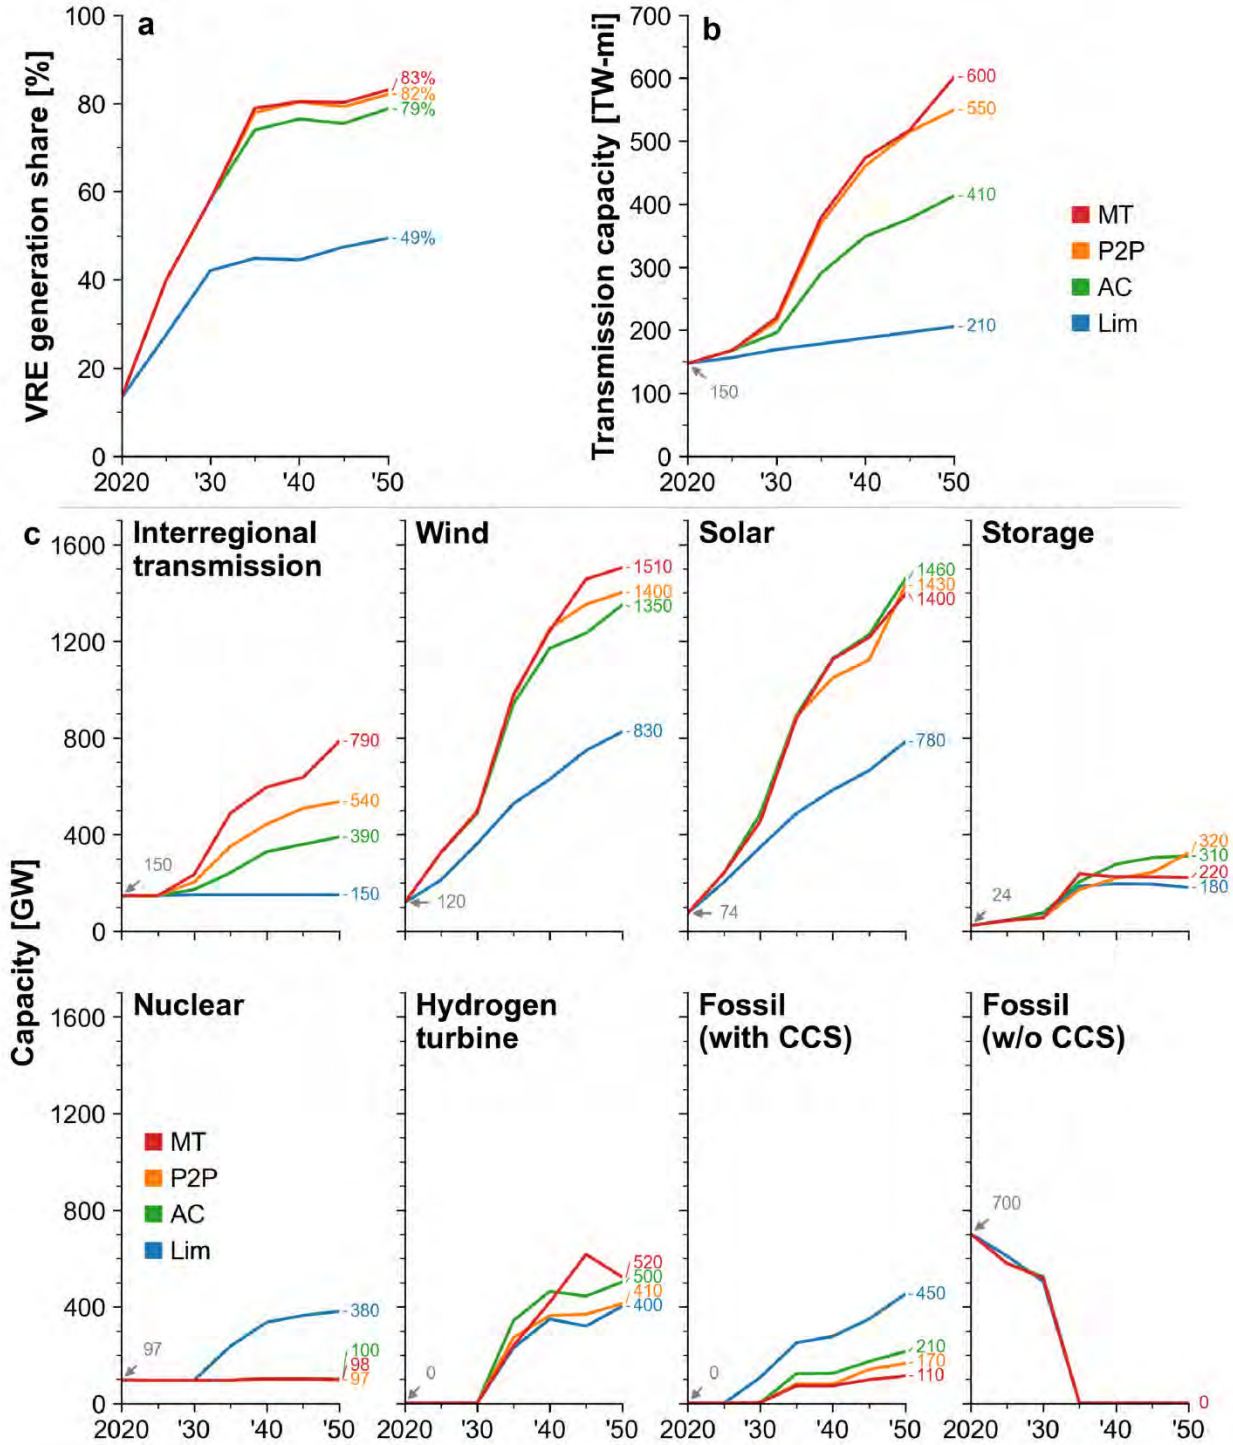 a
VRE generation share [%]
100
80
60
40
20
0
2020 '30 '40 '50
83%
82%
79%
49%
b
Transmission capacity [TW-mi]
700
600
500
400
300
200
100
0
2020 '30 '40 '50
600
550
410
210
150
MT
P2P
AC
Lim
c
Capacity [GW]
Interregional
transmission
1600
1200
800
400
0
790
540
390
150
150
Wind
1510
1400
1350
830
120
Solar
1460
1430
1400
780
74
Storage
320
310
220
180
24
Nuclear
1600
1200
800
400
0
MT
P2P
AC
Lim
380
100
98
97
97
2020 '30 '40 '50
Hydrogen
turbine
520
500
410
400
0
2020 '30 '40 '50
Fossil
(with CCS)
450
210
170
110
0
2020 '30 '40 '50
Fossil
(w/o CCS)
700
0
2020 '30 '40 '50